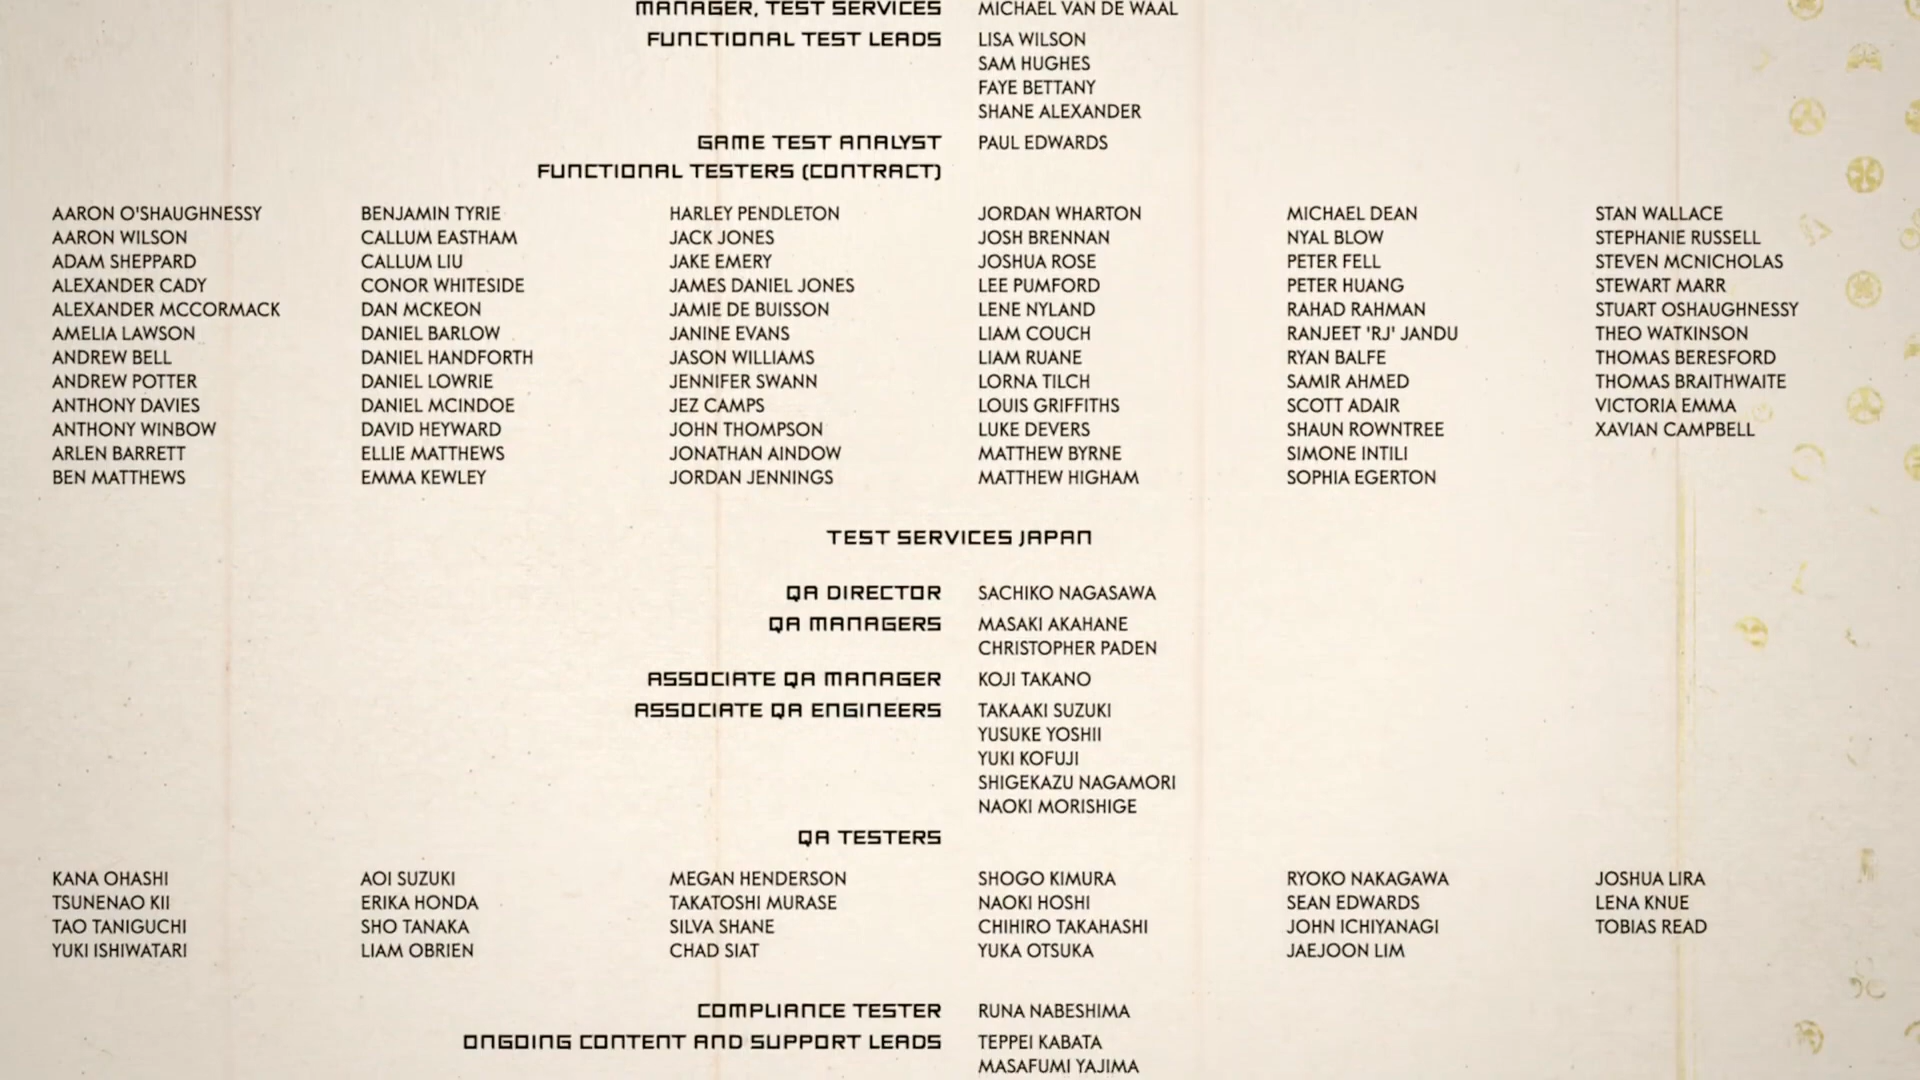 MANAGER, TEST SERVICES MICHAEL VAN DE WAAL
FUNCTIONAL TEST LEADS LISA WILSON
SAM HUGHES
FAYE BETTANY
SHANE ALEXANDER
GAME TEST ANALYST PAUL EDWARDS
FUNCTIONAL TESTERS (CONTRACT)
AARON O'SHAUGHNESSY BENJAMIN TYRIE HARLEY PENDLETON JORDAN WHARTON MICHAEL DEAN STAN WALLACE
AARON WILSON CALLUM EASTHAM JACK JONES JOSH BRENNAN NYAL BLOW STEPHANIE RUSSELL
ADAM SHEPPARD CALLUM LIU JAKE EMERY JOSHUA ROSE PETER FELL STEVEN MCNICHOLAS
ALEXANDER CADY CONOR WHITESIDE JAMES DANIEL JONES LEE PUMFORD PETER HUANG STEWART MARR
ALEXANDER MCCORMACK DAN MCKEON JAMIE DE BUISSON LENE NYLAND RAHAD RAHMAN STUART OSHAUGHNESSY
AMELIA LAWSON DANIEL BARLOW JANINE EVANS LIAM COUCH RANJEET 'RJ' JANDU THEO WATKINSON
ANDREW BELL DANIEL HANDFORTH JASON WILLIAMS LIAM RUANE RYAN BALFE THOMAS BERESFORD
ANDREW POTTER DANIEL LOWRIE JENNIFER SWANN LORNA TILCH SAMIR AHMED THOMAS BRAITHWAITE
ANTHONY DAVIES DANIEL MCINDOE JEZ CAMPS LOUIS GRIFFITHS SCOTT ADAIR VICTORIA EMMA
ANTHONY WINBOW DAVID HEYWARD JOHN THOMPSON LUKE DEVERS SHAUN ROWNTREE XAVIAN CAMPBELL
ARLEN BARRETT ELLIE MATTHEWS JONATHAN AINDOW MATTHEW BYRNE SIMONE INTILI
BEN MATTHEWS EMMA KEWLEY JORDAN JENNINGS MATTHEW HIGHAM SOPHIA EGERTON
TEST SERVICES JAPAN
QA DIRECTOR SACHIKO NAGASAWA
QA MANAGERS MASAKI AKAHANE
CHRISTOPHER PADEN
ASSOCIATE QA MANAGER KOJI TAKANO
ASSOCIATE QA ENGINEERS TAKAAKI SUZUKI
YUSUKE YOSHII
YUKI KOFUJI
SHIGEKAZU NAGAMORI
NAOKI MORISHIGE
QA TESTERS
KANA OHASHI AOI SUZUKI MEGAN HENDERSON SHOGO KIMURA RYOKO NAKAGAWA JOSHUA LIRA
TSUNENAO KII ERIKA HONDA TAKATOSHI MURASE NAOKI HOSHI SEAN EDWARDS LENA KNUE
TAO TANIGUCHI SHO TANAKA SILVA SHANE CHIHIRO TAKAHASHI JOHN ICHIYANAGI TOBIAS READ
YUKI ISHIWATARI LIAM OBRIEN CHAD SIAT YUKA OTSUKA JAEJOON LIM
COMPLIANCE TESTER RUNA NABESHIMA
ONGOING CONTENT AND SUPPORT LEADS TEPPEI KABATA
MASAFUMI YAJIMA